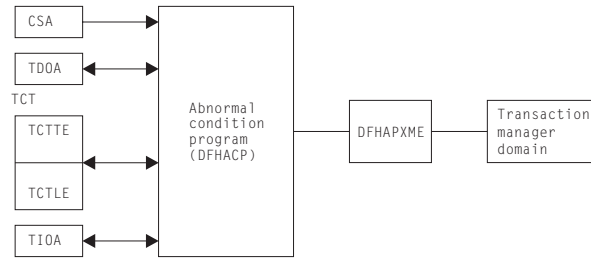 CSA
TDOA
TCT
TCTTE
TCTLE
TIOA
Abnormal
condition
program
(DFHACP)
DFHAPXME
Transaction
manager
domain